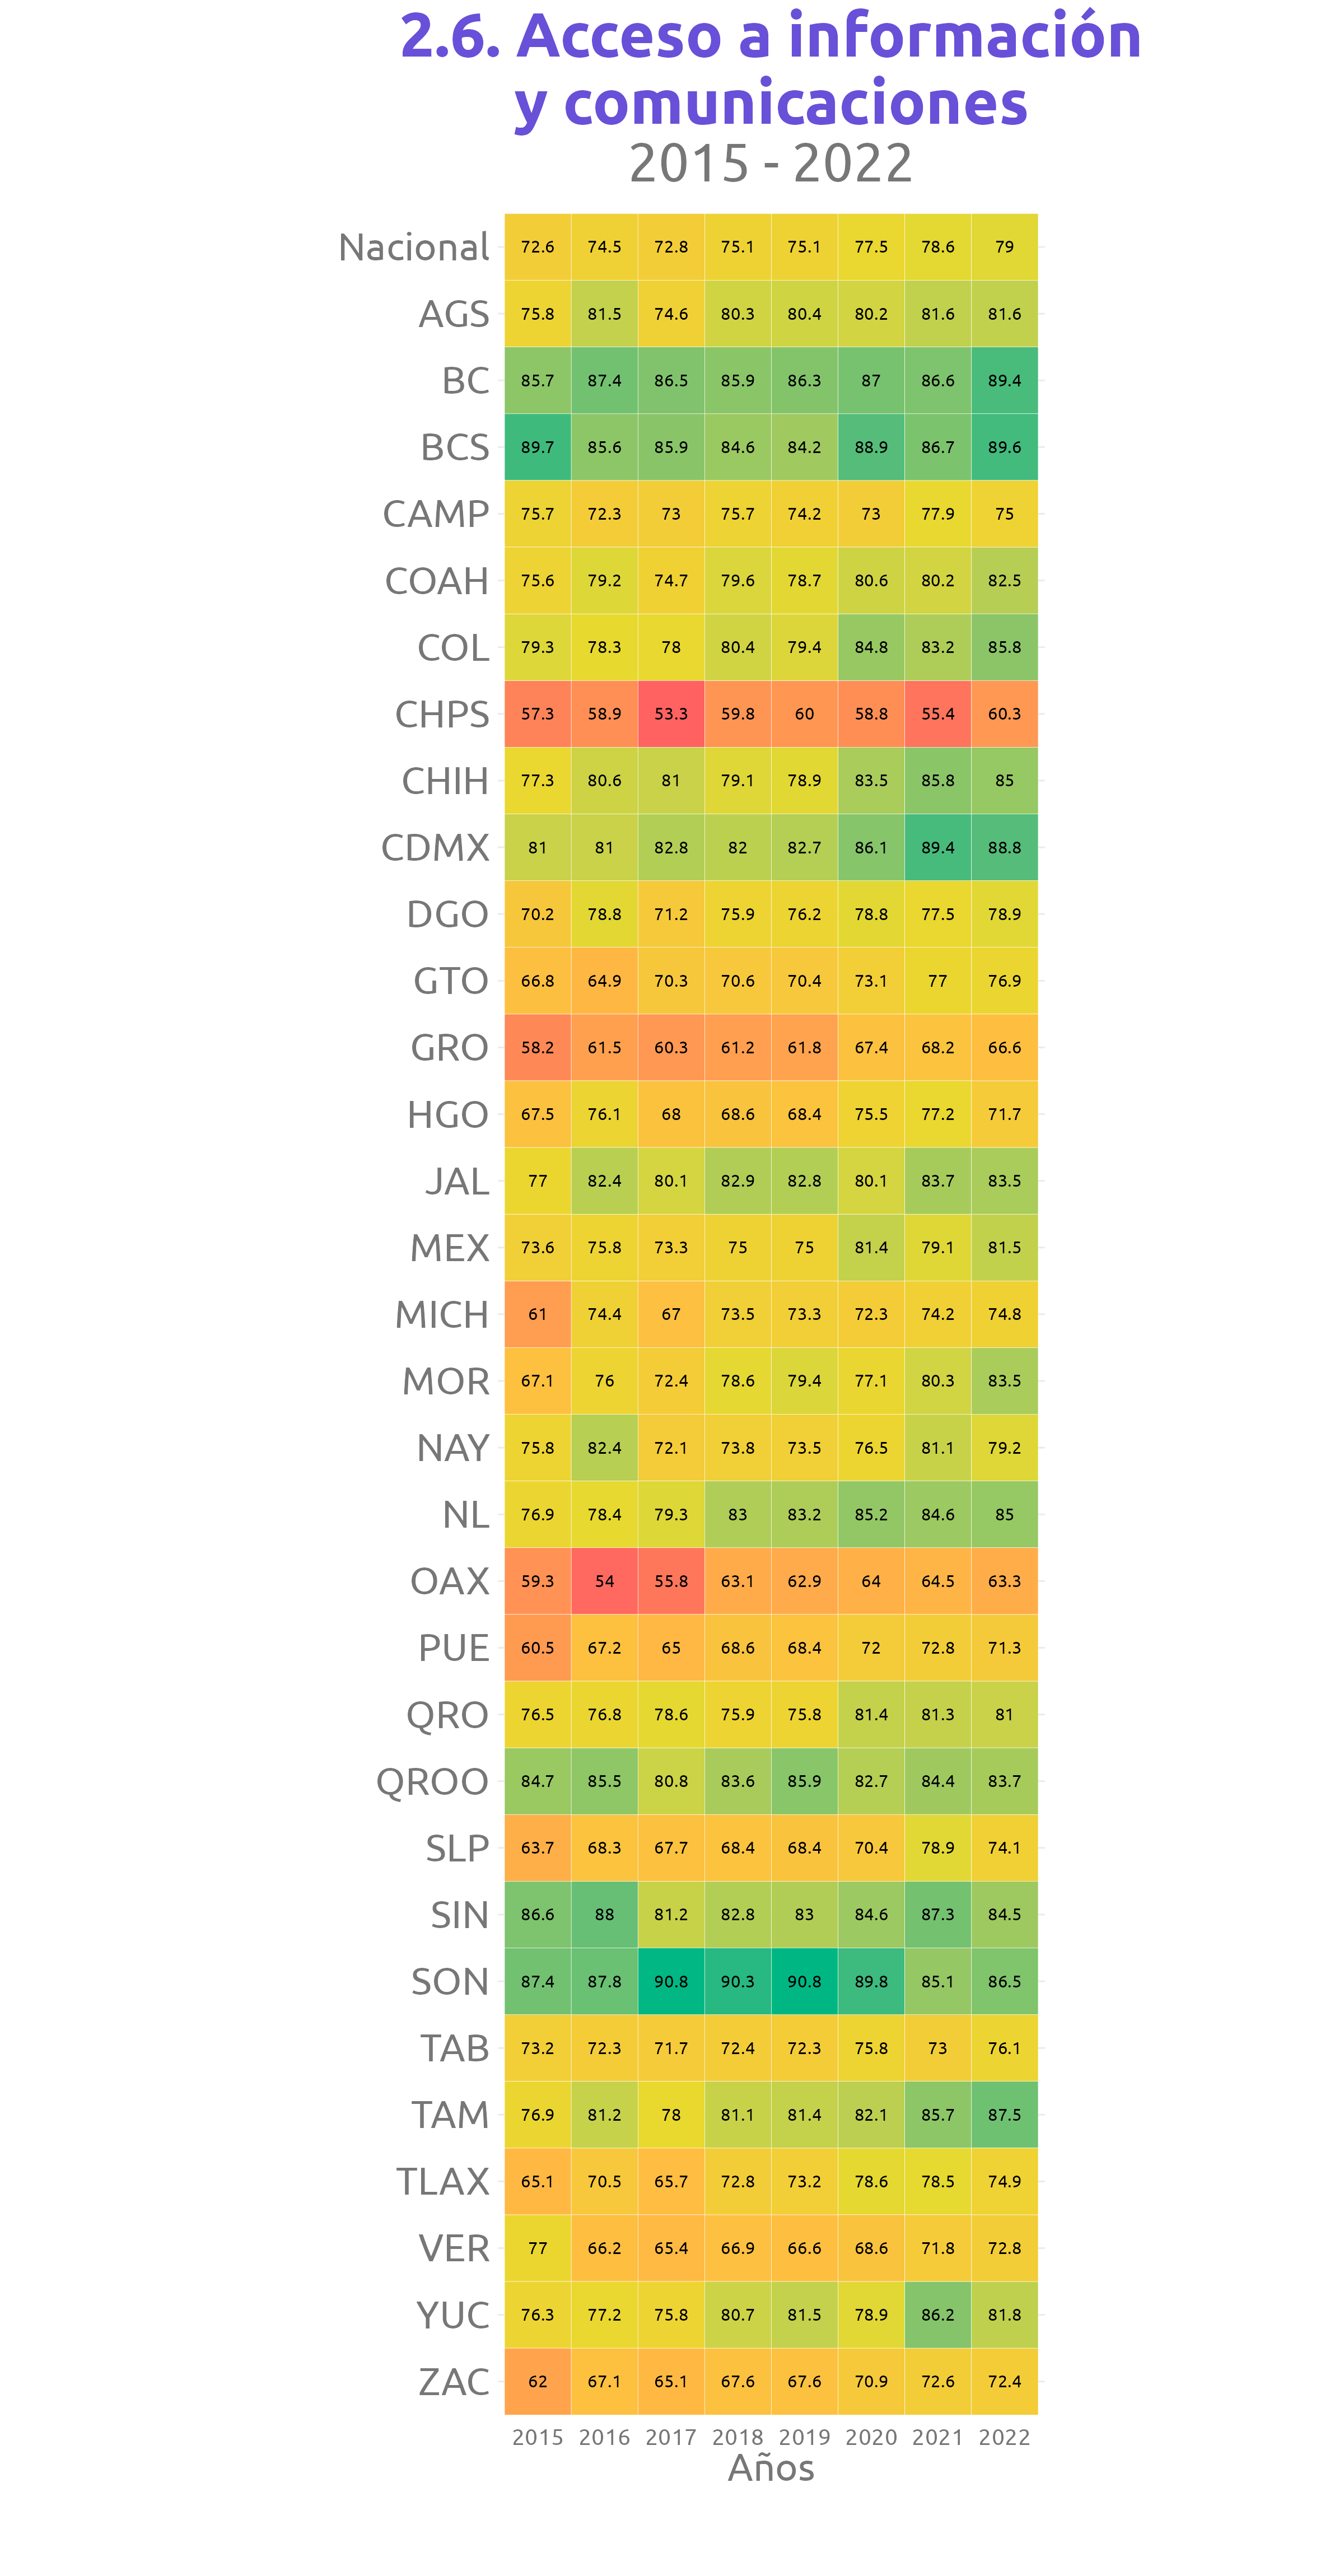 2.6. Acceso a información
y comunicaciones
2015 - 2022
Nacional 72.6 74.5 72.8 75.1 75.1 77.5 78.6 79
AGS 75.8 81.5 74.6 80.3 80.4 80.2 81.6 81.6
BC 85.7 87.4 86.5 85.9 86.3 87 86.6 89.4
BCS 89.7 85.6 85.9 84.6 84.2 88.9 86.7 89.6
CAMP 75.7 72.3 73 75.7 74.2 73 77.9 75
COAH 75.6 79.2 74.7 79.6 78.7 80.6 80.2 82.5
COL 79.3 78.3 78 80.4 79.4 84.8 83.2 85.8
CHPS 57.3 58.9 53.3 59.8 60 58.8 55.4 60.3
CHIH 77.3 80.6 81 79.1 78.9 83.5 85.8 85
CDMX 81 81 82.8 82 82.7 86.1 89.4 88.8
DGO 70.2 78.8 71.2 75.9 76.2 78.8 77.5 78.9
GTO 66.8 64.9 70.3 70.6 70.4 73.1 77 76.9
GRO 58.2 61.5 60.3 61.2 61.8 67.4 68.2 66.6
HGO 67.5 76.1 68 68.6 68.4 75.5 77.2 71.7
JAL 77 82.4 80.1 82.9 82.8 80.1 83.7 83.5
MEX 73.6 75.8 73.3 75 75 81.4 79.1 81.5
MICH 61 74.4 67 73.5 73.3 72.3 74.2 74.8
MOR 67.1 76 72.4 78.6 79.4 77.1 80.3 83.5
NAY 75.8 82.4 72.1 73.8 73.5 76.5 81.1 79.2
NL 76.9 78.4 79.3 83 83.2 85.2 84.6 85
OAX 59.3 54 55.8 63.1 62.9 64 64.5 63.3
PUE 60.5 67.2 65 68.6 68.4 72 72.8 71.3
QRO 76.5 76.8 78.6 75.9 75.8 81.4 81.3 81
QROO 84.7 85.5 80.8 83.6 85.9 82.7 84.4 83.7
SLP 63.7 68.3 67.7 68.4 68.4 70.4 78.9 74.1
SIN 86.6 88 81.2 82.8 83 84.6 87.3 84.5
SON 87.4 87.8 90.8 90.3 90.8 89.8 85.1 86.5
TAB 73.2 72.3 71.7 72.4 72.3 75.8 73 76.1
TAM 76.9 81.2 78 81.1 81.4 82.1 85.7 87.5
TLAX 65.1 70.5 65.7 72.8 73.2 78.6 78.5 74.9
VER 77 66.2 65.4 66.9 66.6 68.6 71.8 72.8
YUC 76.3 77.2 75.8 80.7 81.5 78.9 86.2 81.8
ZAC 62 67.1 65.1 67.6 67.6 70.9 72.6 72.4
2015 2016 2017 2018 2019 2020 2021 2022
Años